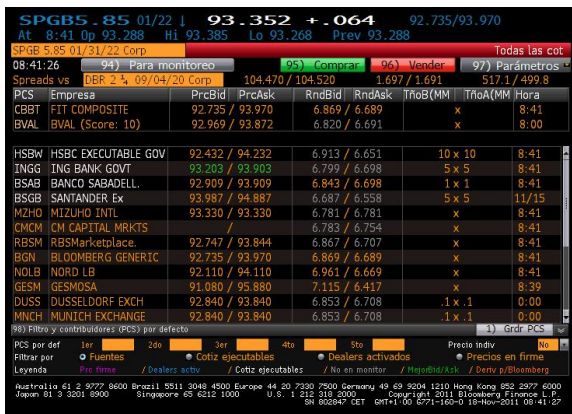 SPGB5.85 01/22 ↓ 93.352 +.064 92.735/93.970
At 8:41 Op 93.288 Hi 93.385 Lo 93.268 Prev 93.288
SPGB 5.85 01/31/22 Corp Todas las cot
08:41:26 94) Para monitoreo 95) Comprar 96) Vender 97) Parámetros
Spreads vs DBR 2 ¼ 09/04/20 Corp 104.470 / 104.520 1.697 / 1.691 517.1 / 499.8
PCS Empresa PrcBid PrcAsk RndBid RndAsk TñoB(MM TñoA(MM Hora
CBBT FIT COMPOSITE 92.735 / 93.970 6.869 / 6.689 x 8:41
BVAL BVAL (Score: 10) 92.969 / 93.872 6.820 / 6.691 x 8:00
HSBW HSBC EXECUTABLE GOV 92.432 / 94.232 6.913 / 6.651 10 x 10 8:41
INGG ING BANK GOVT 93.203 / 93.903 6.799 / 6.698 5 x 5 8:41
BSAB BANCO SABADELL. 92.909 / 93.909 6.843 / 6.698 1 x 1 8:41
BSGB SANTANDER Ex 93.987 / 94.887 6.687 / 6.558 5 x 5 11/15
MZHO MIZUHO INTL 93.330 / 93.330 6.781 / 6.781 x 8:41
CMCM CM CAPITAL MRKTS / 6.783 / 6.754 x 8:41
RBSM RBSMarketplace. 92.747 / 93.844 6.867 / 6.707 x 8:41
BGN BLOOMBERG GENERIC 92.735 / 93.970 6.869 / 6.689 x 8:41
NOLB NORD LB 92.110 / 94.110 6.961 / 6.669 x 8:41
GESM GESMOSA 91.080 / 95.880 7.115 / 6.417 x 8:39
DUSS DUSSELDORF EXCH 92.840 / 93.840 6.853 / 6.708 .1 x .1 0:00
MNCH MUNICH EXCHANGE 92.840 / 93.840 6.853 / 6.708 .1 x .1 0:00
98) Filtro y contribuidores (PCS) por defecto 1) Grdr PCS
PCS por def 1er 2do 3er 4to 5to Precio indiv No
Filtrar por Fuentes Cotiz ejecutables Dealers activados Precios en firme
Leyenda Prc firme / Dealers activ / Cotiz ejecutables / No en monitor / MejorBid/Ask / Deriv p/Bloomberg
Australia 61 2 9777 8600 Brazil 5511 3048 4500 Europe 44 20 7330 7500 Germany 49 69 9204 1210 Hong Kong 852 2977 6000
Japan 81 3 3201 8900 Singapore 65 6212 1000 U.S. 1 212 318 2000 Copyright 2011 Bloomberg Finance L.P.
SN 802847 CET GMT+1:00 G771-160-0 18-Nov-2011 08:41:27